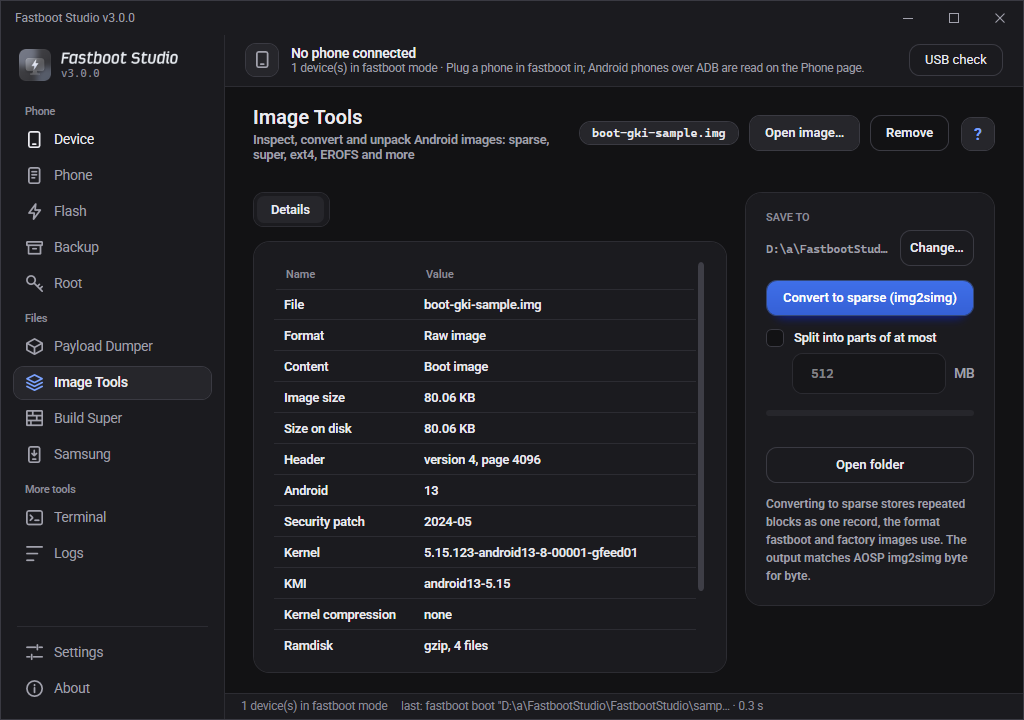 Fastboot Studio v3.0.0
Fastboot Studio
v3.0.0
Phone
Device
Phone
Flash
Backup
Root
Files
Payload Dumper
Image Tools
Build Super
Samsung
More tools
Terminal
Logs
Settings
About
No phone connected
1 device(s) in fastboot mode · Plug a phone in fastboot in; Android phones over ADB are read on the Phone page.
USB check
Image Tools
Inspect, convert and unpack Android images: sparse,
super, ext4, EROFS and more
boot-gki-sample.img
Open image...
Remove
?
Details
Name Value
File boot-gki-sample.img
Format Raw image
Content Boot image
Image size 80.06 KB
Size on disk 80.06 KB
Header version 4, page 4096
Android 13
Security patch 2024-05
Kernel 5.15.123-android13-8-00001-gfeed01
KMI android13-5.15
Kernel compression none
Ramdisk gzip, 4 files
SAVE TO
D:\a\FastbootStud...
Change...
Convert to sparse (img2simg)
Split into parts of at most
512 MB
Open folder
Converting to sparse stores repeated
blocks as one record, the format
fastboot and factory images use. The
output matches AOSP img2simg byte
for byte.
1 device(s) in fastboot mode last: fastboot boot "D:\a\FastbootStudio\FastbootStudio\samp... · 0.3 s